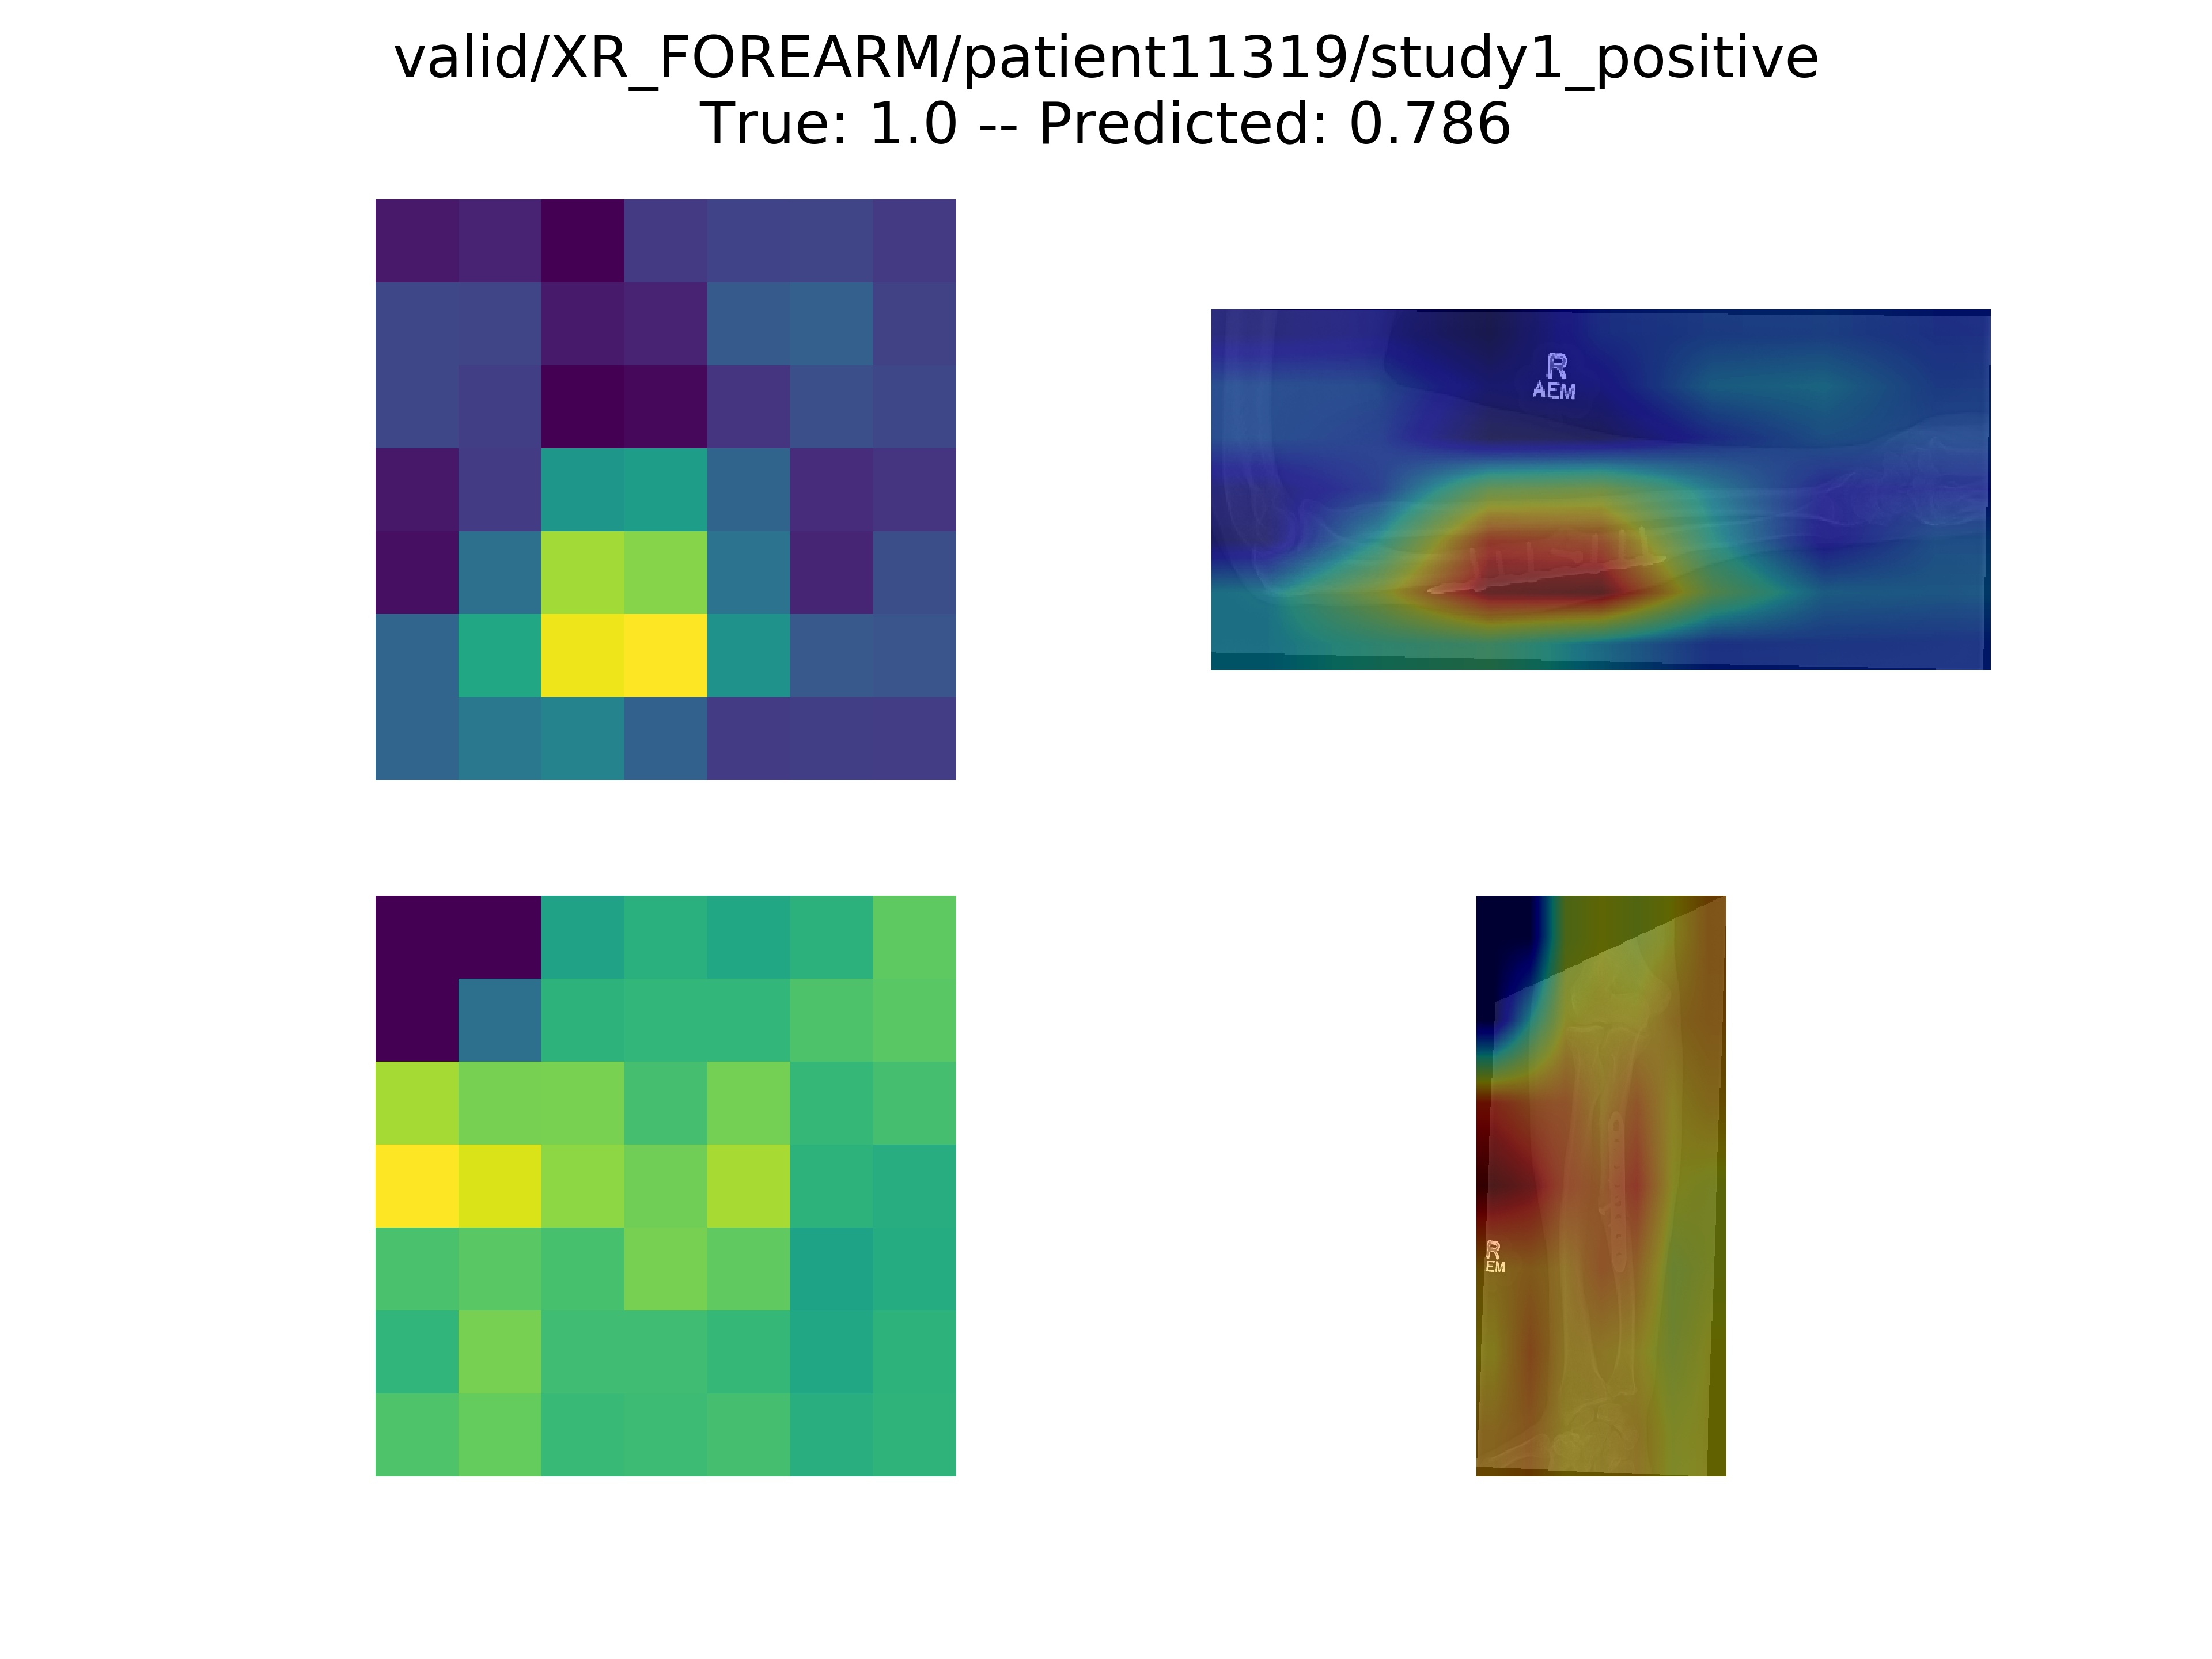 valid/XR_FOREARM/patient11319/study1_positive
True: 1.0 -- Predicted: 0.786
R
AEM
R
EM